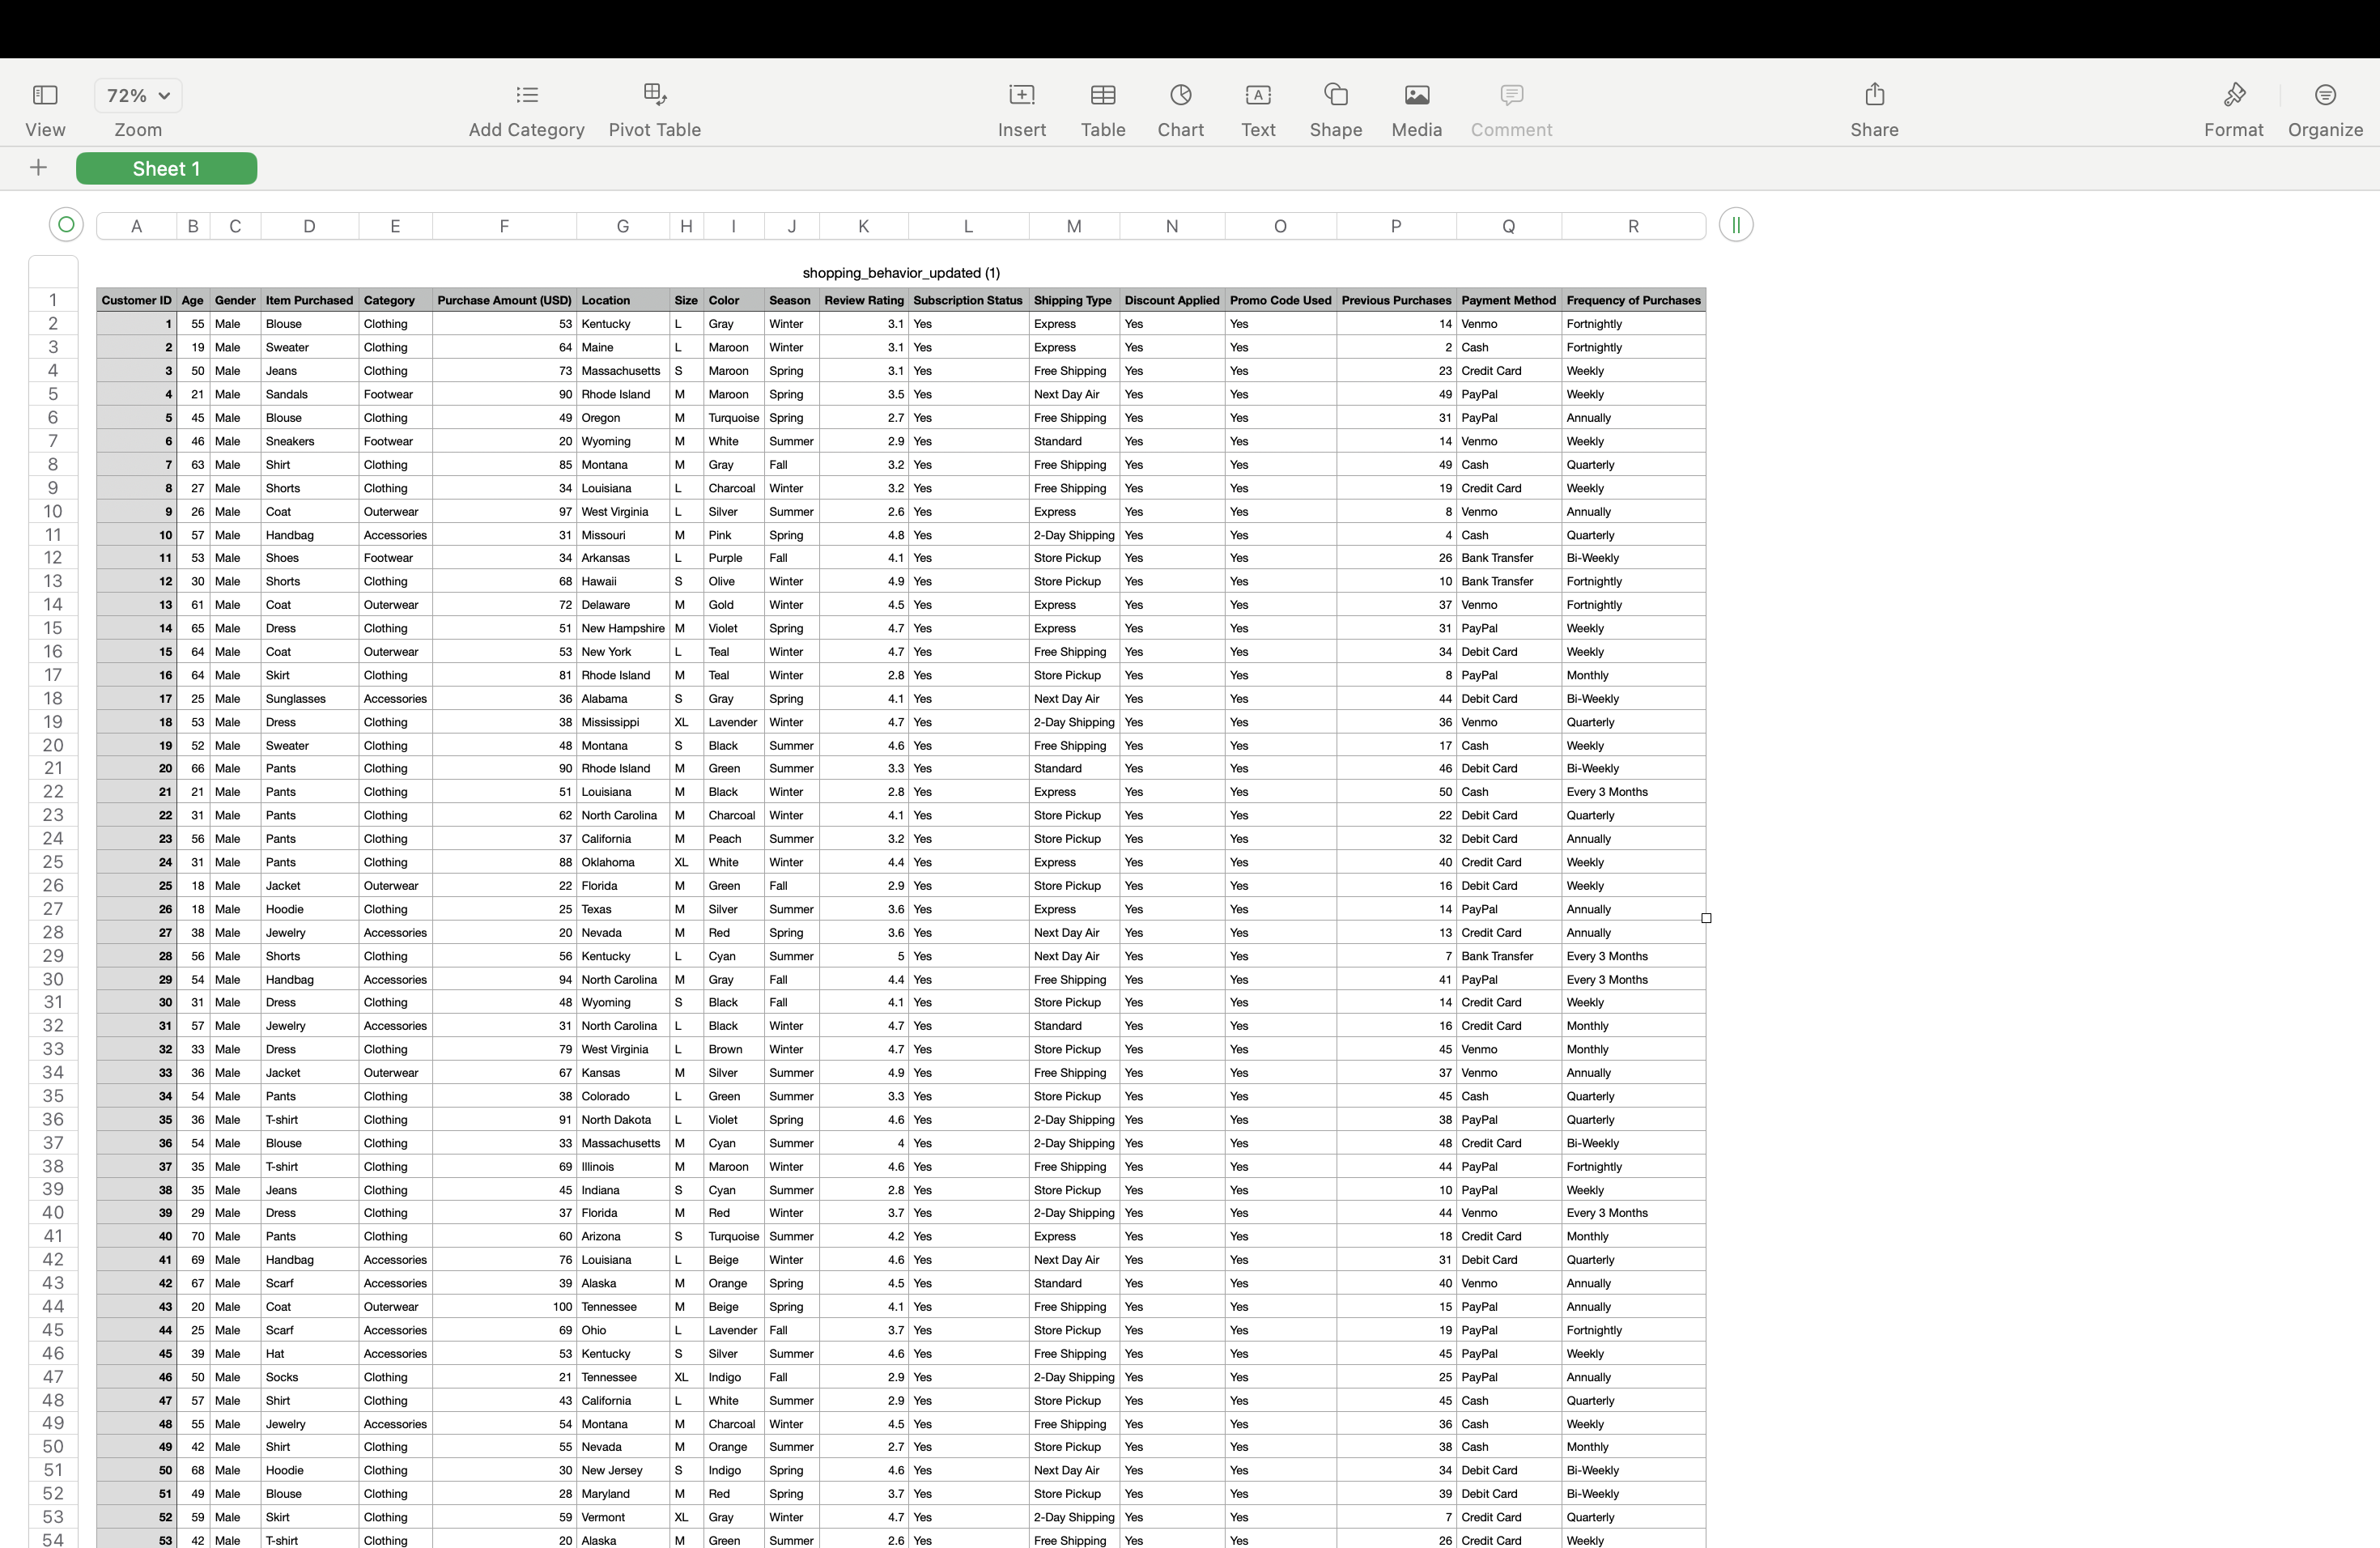 72%
View Zoom Add Category Pivot Table Insert Table Chart Text Shape Media Comment Share Format Organize
Sheet 1
A B C D E F G H I J K L M N O P Q R
shopping_behavior_updated (1)
1 Customer ID Age Gender Item Purchased Category Purchase Amount (USD) Location Size Color Season Review Rating Subscription Status Shipping Type Discount Applied Promo Code Used Previous Purchases Payment Method Frequency of Purchases
2 1 55 Male Blouse Clothing 53 Kentucky L Gray Winter 3.1 Yes Express Yes Yes 14 Venmo Fortnightly
3 2 19 Male Sweater Clothing 64 Maine L Maroon Winter 3.1 Yes Express Yes Yes 2 Cash Fortnightly
4 3 50 Male Jeans Clothing 73 Massachusetts S Maroon Spring 3.1 Yes Free Shipping Yes Yes 23 Credit Card Weekly
5 4 21 Male Sandals Footwear 90 Rhode Island M Maroon Spring 3.5 Yes Next Day Air Yes Yes 49 PayPal Weekly
6 5 45 Male Blouse Clothing 49 Oregon M Turquoise Spring 2.7 Yes Free Shipping Yes Yes 31 PayPal Annually
7 6 46 Male Sneakers Footwear 20 Wyoming M White Summer 2.9 Yes Standard Yes Yes 14 Venmo Weekly
8 7 63 Male Shirt Clothing 85 Montana M Gray Fall 3.2 Yes Free Shipping Yes Yes 49 Cash Quarterly
9 8 27 Male Shorts Clothing 34 Louisiana L Charcoal Winter 3.2 Yes Free Shipping Yes Yes 19 Credit Card Weekly
10 9 26 Male Coat Outerwear 97 West Virginia L Silver Summer 2.6 Yes Express Yes Yes 8 Venmo Annually
11 10 57 Male Handbag Accessories 31 Missouri M Pink Spring 4.8 Yes 2-Day Shipping Yes Yes 4 Cash Quarterly
12 11 53 Male Shoes Footwear 34 Arkansas L Purple Fall 4.1 Yes Store Pickup Yes Yes 26 Bank Transfer Bi-Weekly
13 12 30 Male Shorts Clothing 68 Hawaii S Olive Winter 4.9 Yes Store Pickup Yes Yes 10 Bank Transfer Fortnightly
14 13 61 Male Coat Outerwear 72 Delaware M Gold Winter 4.5 Yes Express Yes Yes 37 Venmo Fortnightly
15 14 65 Male Dress Clothing 51 New Hampshire M Violet Spring 4.7 Yes Express Yes Yes 31 PayPal Weekly
16 15 64 Male Coat Outerwear 53 New York L Teal Winter 4.7 Yes Free Shipping Yes Yes 34 Debit Card Weekly
17 16 64 Male Skirt Clothing 81 Rhode Island M Teal Winter 2.8 Yes Store Pickup Yes Yes 8 PayPal Monthly
18 17 25 Male Sunglasses Accessories 36 Alabama S Gray Spring 4.1 Yes Next Day Air Yes Yes 44 Debit Card Bi-Weekly
19 18 53 Male Dress Clothing 38 Mississippi XL Lavender Winter 4.7 Yes 2-Day Shipping Yes Yes 36 Venmo Quarterly
20 19 52 Male Sweater Clothing 48 Montana S Black Summer 4.6 Yes Free Shipping Yes Yes 17 Cash Weekly
21 20 66 Male Pants Clothing 90 Rhode Island M Green Summer 3.3 Yes Standard Yes Yes 46 Debit Card Bi-Weekly
22 21 21 Male Pants Clothing 51 Louisiana M Black Winter 2.8 Yes Express Yes Yes 50 Cash Every 3 Months
23 22 31 Male Pants Clothing 62 North Carolina M Charcoal Winter 4.1 Yes Store Pickup Yes Yes 22 Debit Card Quarterly
24 23 56 Male Pants Clothing 37 California M Peach Summer 3.2 Yes Store Pickup Yes Yes 32 Debit Card Annually
25 24 31 Male Pants Clothing 88 Oklahoma XL White Winter 4.4 Yes Express Yes Yes 40 Credit Card Weekly
26 25 18 Male Jacket Outerwear 22 Florida M Green Fall 2.9 Yes Store Pickup Yes Yes 16 Debit Card Weekly
27 26 18 Male Hoodie Clothing 25 Texas M Silver Summer 3.6 Yes Express Yes Yes 14 PayPal Annually
28 27 38 Male Jewelry Accessories 20 Nevada M Red Spring 3.6 Yes Next Day Air Yes Yes 13 Credit Card Annually
29 28 56 Male Shorts Clothing 56 Kentucky L Cyan Summer 5 Yes Next Day Air Yes Yes 7 Bank Transfer Every 3 Months
30 29 54 Male Handbag Accessories 94 North Carolina M Gray Fall 4.4 Yes Free Shipping Yes Yes 41 PayPal Every 3 Months
31 30 31 Male Dress Clothing 48 Wyoming S Black Fall 4.1 Yes Store Pickup Yes Yes 14 Credit Card Weekly
32 31 57 Male Jewelry Accessories 31 North Carolina L Black Winter 4.7 Yes Standard Yes Yes 16 Credit Card Monthly
33 32 33 Male Dress Clothing 79 West Virginia L Brown Winter 4.7 Yes Store Pickup Yes Yes 45 Venmo Monthly
34 33 36 Male Jacket Outerwear 67 Kansas M Silver Summer 4.9 Yes Free Shipping Yes Yes 37 Venmo Annually
35 34 54 Male Pants Clothing 38 Colorado L Green Summer 3.3 Yes Store Pickup Yes Yes 45 Cash Quarterly
36 35 36 Male T-shirt Clothing 91 North Dakota L Violet Spring 4.6 Yes 2-Day Shipping Yes Yes 38 PayPal Quarterly
37 36 54 Male Blouse Clothing 33 Massachusetts M Cyan Summer 4 Yes 2-Day Shipping Yes Yes 48 Credit Card Bi-Weekly
38 37 35 Male T-shirt Clothing 69 Illinois M Maroon Winter 4.6 Yes Free Shipping Yes Yes 44 PayPal Fortnightly
39 38 35 Male Jeans Clothing 45 Indiana S Cyan Summer 2.8 Yes Store Pickup Yes Yes 10 PayPal Weekly
40 39 29 Male Dress Clothing 37 Florida M Red Winter 3.7 Yes 2-Day Shipping Yes Yes 44 Venmo Every 3 Months
41 40 70 Male Pants Clothing 60 Arizona S Turquoise Summer 4.2 Yes Express Yes Yes 18 Credit Card Monthly
42 41 69 Male Handbag Accessories 76 Louisiana L Beige Winter 4.6 Yes Next Day Air Yes Yes 31 Debit Card Quarterly
43 42 67 Male Scarf Accessories 39 Alaska M Orange Spring 4.5 Yes Standard Yes Yes 40 Venmo Annually
44 43 20 Male Coat Outerwear 100 Tennessee M Beige Spring 4.1 Yes Free Shipping Yes Yes 15 PayPal Annually
45 44 25 Male Scarf Accessories 69 Ohio L Lavender Fall 3.7 Yes Store Pickup Yes Yes 19 PayPal Fortnightly
46 45 39 Male Hat Accessories 53 Kentucky S Silver Summer 4.6 Yes Free Shipping Yes Yes 45 PayPal Weekly
47 46 50 Male Socks Clothing 21 Tennessee XL Indigo Fall 2.9 Yes 2-Day Shipping Yes Yes 25 PayPal Annually
48 47 57 Male Shirt Clothing 43 California L White Summer 2.9 Yes Store Pickup Yes Yes 45 Cash Quarterly
49 48 55 Male Jewelry Accessories 54 Montana M Charcoal Winter 4.5 Yes Free Shipping Yes Yes 36 Cash Weekly
50 49 42 Male Shirt Clothing 55 Nevada M Orange Summer 2.7 Yes Store Pickup Yes Yes 38 Cash Monthly
51 50 68 Male Hoodie Clothing 30 New Jersey S Indigo Spring 4.6 Yes Next Day Air Yes Yes 34 Debit Card Bi-Weekly
52 51 49 Male Blouse Clothing 28 Maryland M Red Spring 3.7 Yes Store Pickup Yes Yes 39 Debit Card Bi-Weekly
53 52 59 Male Skirt Clothing 59 Vermont XL Gray Winter 4.7 Yes 2-Day Shipping Yes Yes 7 Credit Card Quarterly
54 53 42 Male T-shirt Clothing 20 Alaska M Green Summer 2.6 Yes Free Shipping Yes Yes 26 Credit Card Weekly